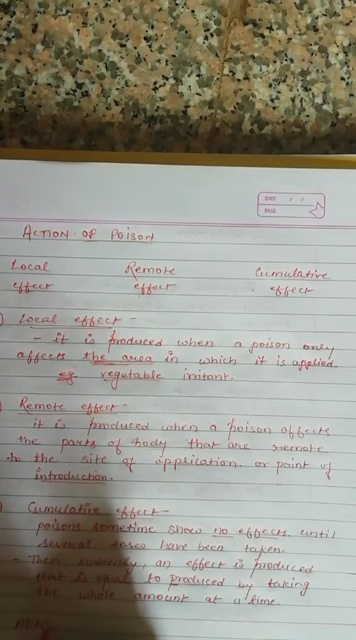 DATE / /
PAGE
ACTION OF POISON
Local Remote Cumulative
effect effect effect
Local effect -
- it is produced when a poison only
affects the area in which it is applied.
eg vegetable irritant.
Remote effect -
it is produced when a poison affects
the parts of body that are remote
to the site of application or point of
introduction.
Cumulative effect -
poisons sometime show no effects until
several doses have been taken.
- Then suddenly, an effect is produced
that is equal to produced by taking
the whole amount at a time.